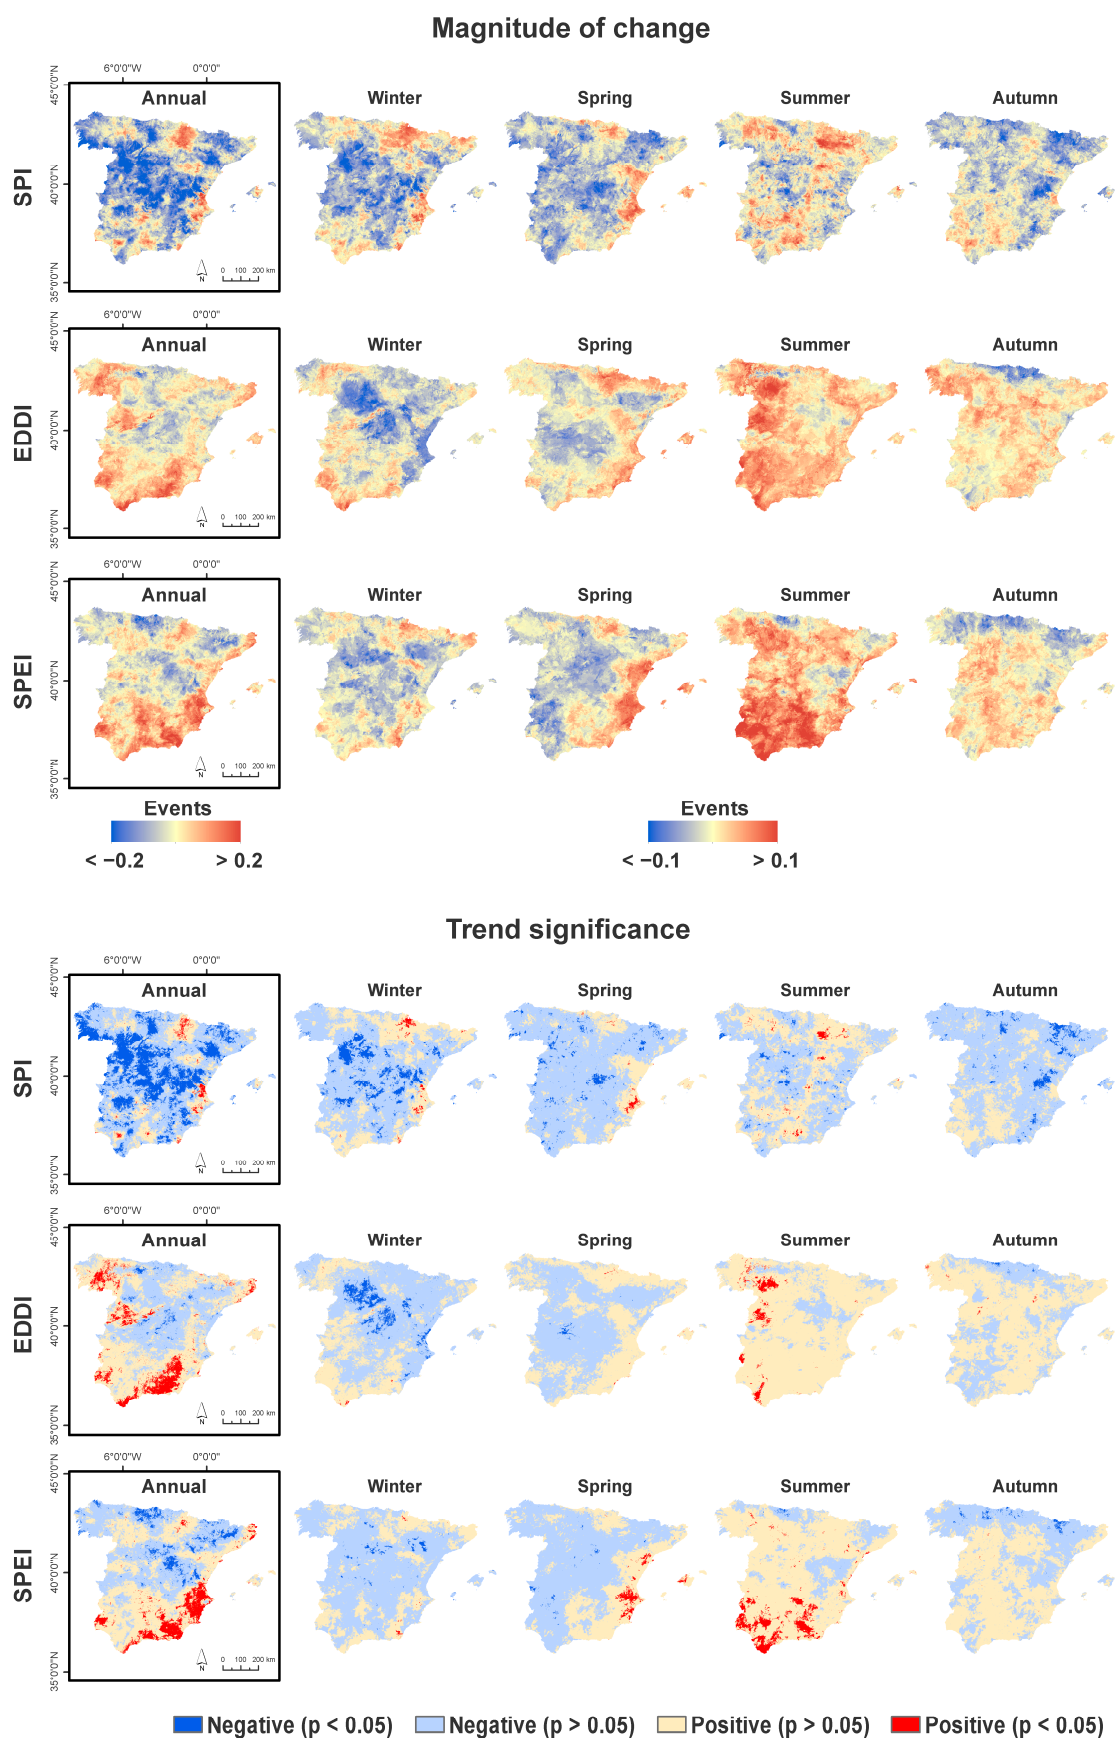 Magnitude of change
6°0'0"W 0°0'0"
45°0'0"N
40°0'0"N
35°0'0"N
SPI
Annual
Winter
Spring
Summer
Autumn
N
0 100 200 km
6°0'0"W 0°0'0"
45°0'0"N
40°0'0"N
35°0'0"N
EDDI
Annual
Winter
Spring
Summer
Autumn
N
0 100 200 km
6°0'0"W 0°0'0"
45°0'0"N
40°0'0"N
35°0'0"N
SPEI
Annual
Winter
Spring
Summer
Autumn
N
0 100 200 km
Events
< −0.2 > 0.2
Events
< −0.1 > 0.1
Trend significance
6°0'0"W 0°0'0"
45°0'0"N
40°0'0"N
35°0'0"N
SPI
Annual
Winter
Spring
Summer
Autumn
N
0 100 200 km
6°0'0"W 0°0'0"
45°0'0"N
40°0'0"N
35°0'0"N
EDDI
Annual
Winter
Spring
Summer
Autumn
N
0 100 200 km
6°0'0"W 0°0'0"
45°0'0"N
40°0'0"N
35°0'0"N
SPEI
Annual
Winter
Spring
Summer
Autumn
N
0 100 200 km
Negative (p < 0.05) Negative (p > 0.05) Positive (p > 0.05) Positive (p < 0.05)